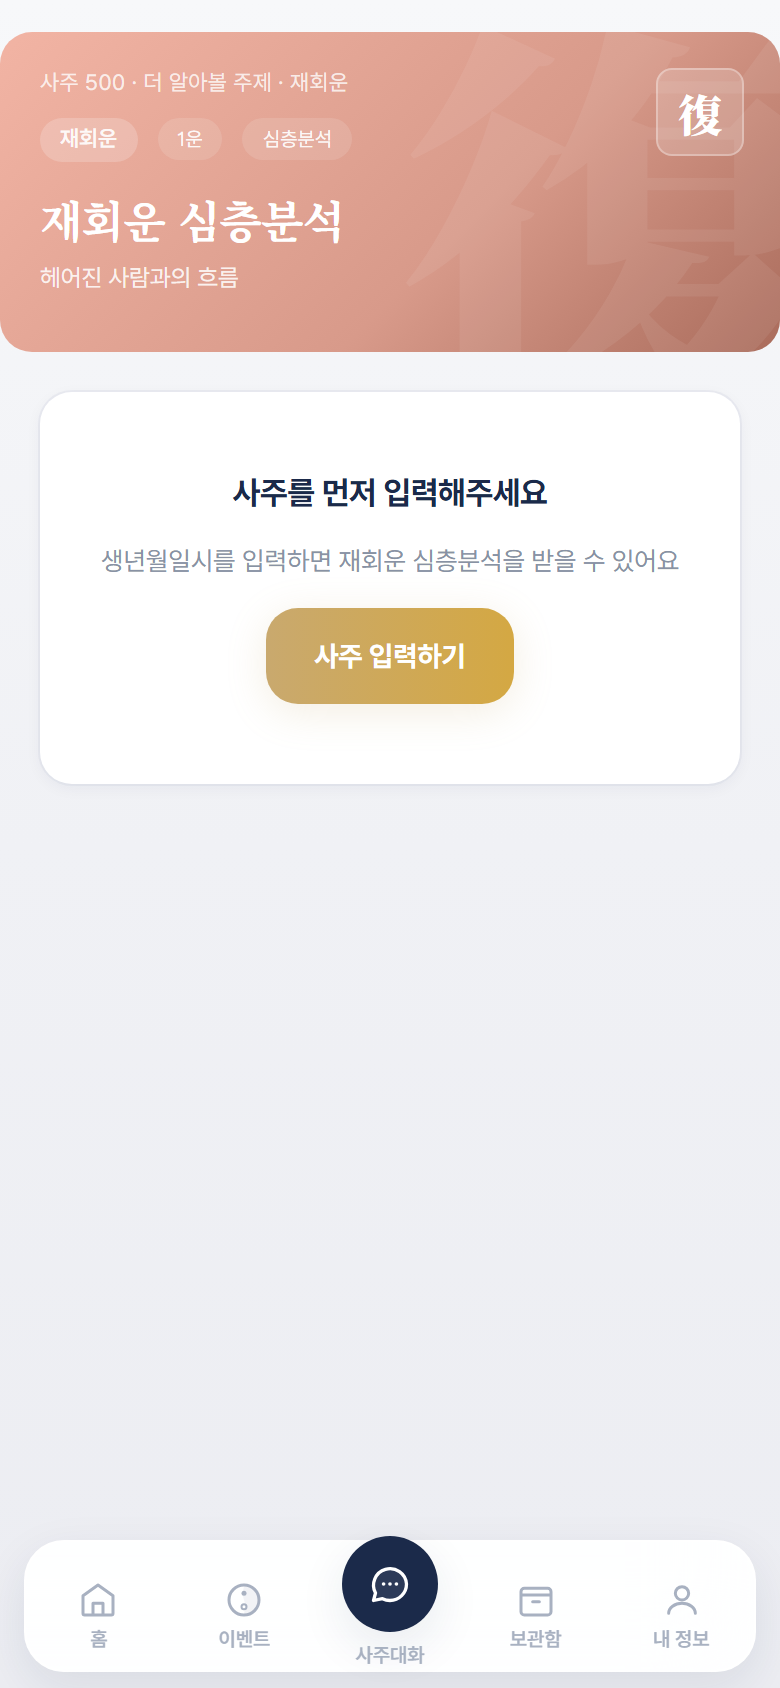 사주 500 · 더 알아볼 주제 · 재회운
復
재회운 1운 심층분석
재회운 심층분석
헤어진 사람과의 흐름
사주를 먼저 입력해주세요
생년월일시를 입력하면 재회운 심층분석을 받을 수 있어요
사주 입력하기
홈
이벤트
사주대화
보관함
내 정보